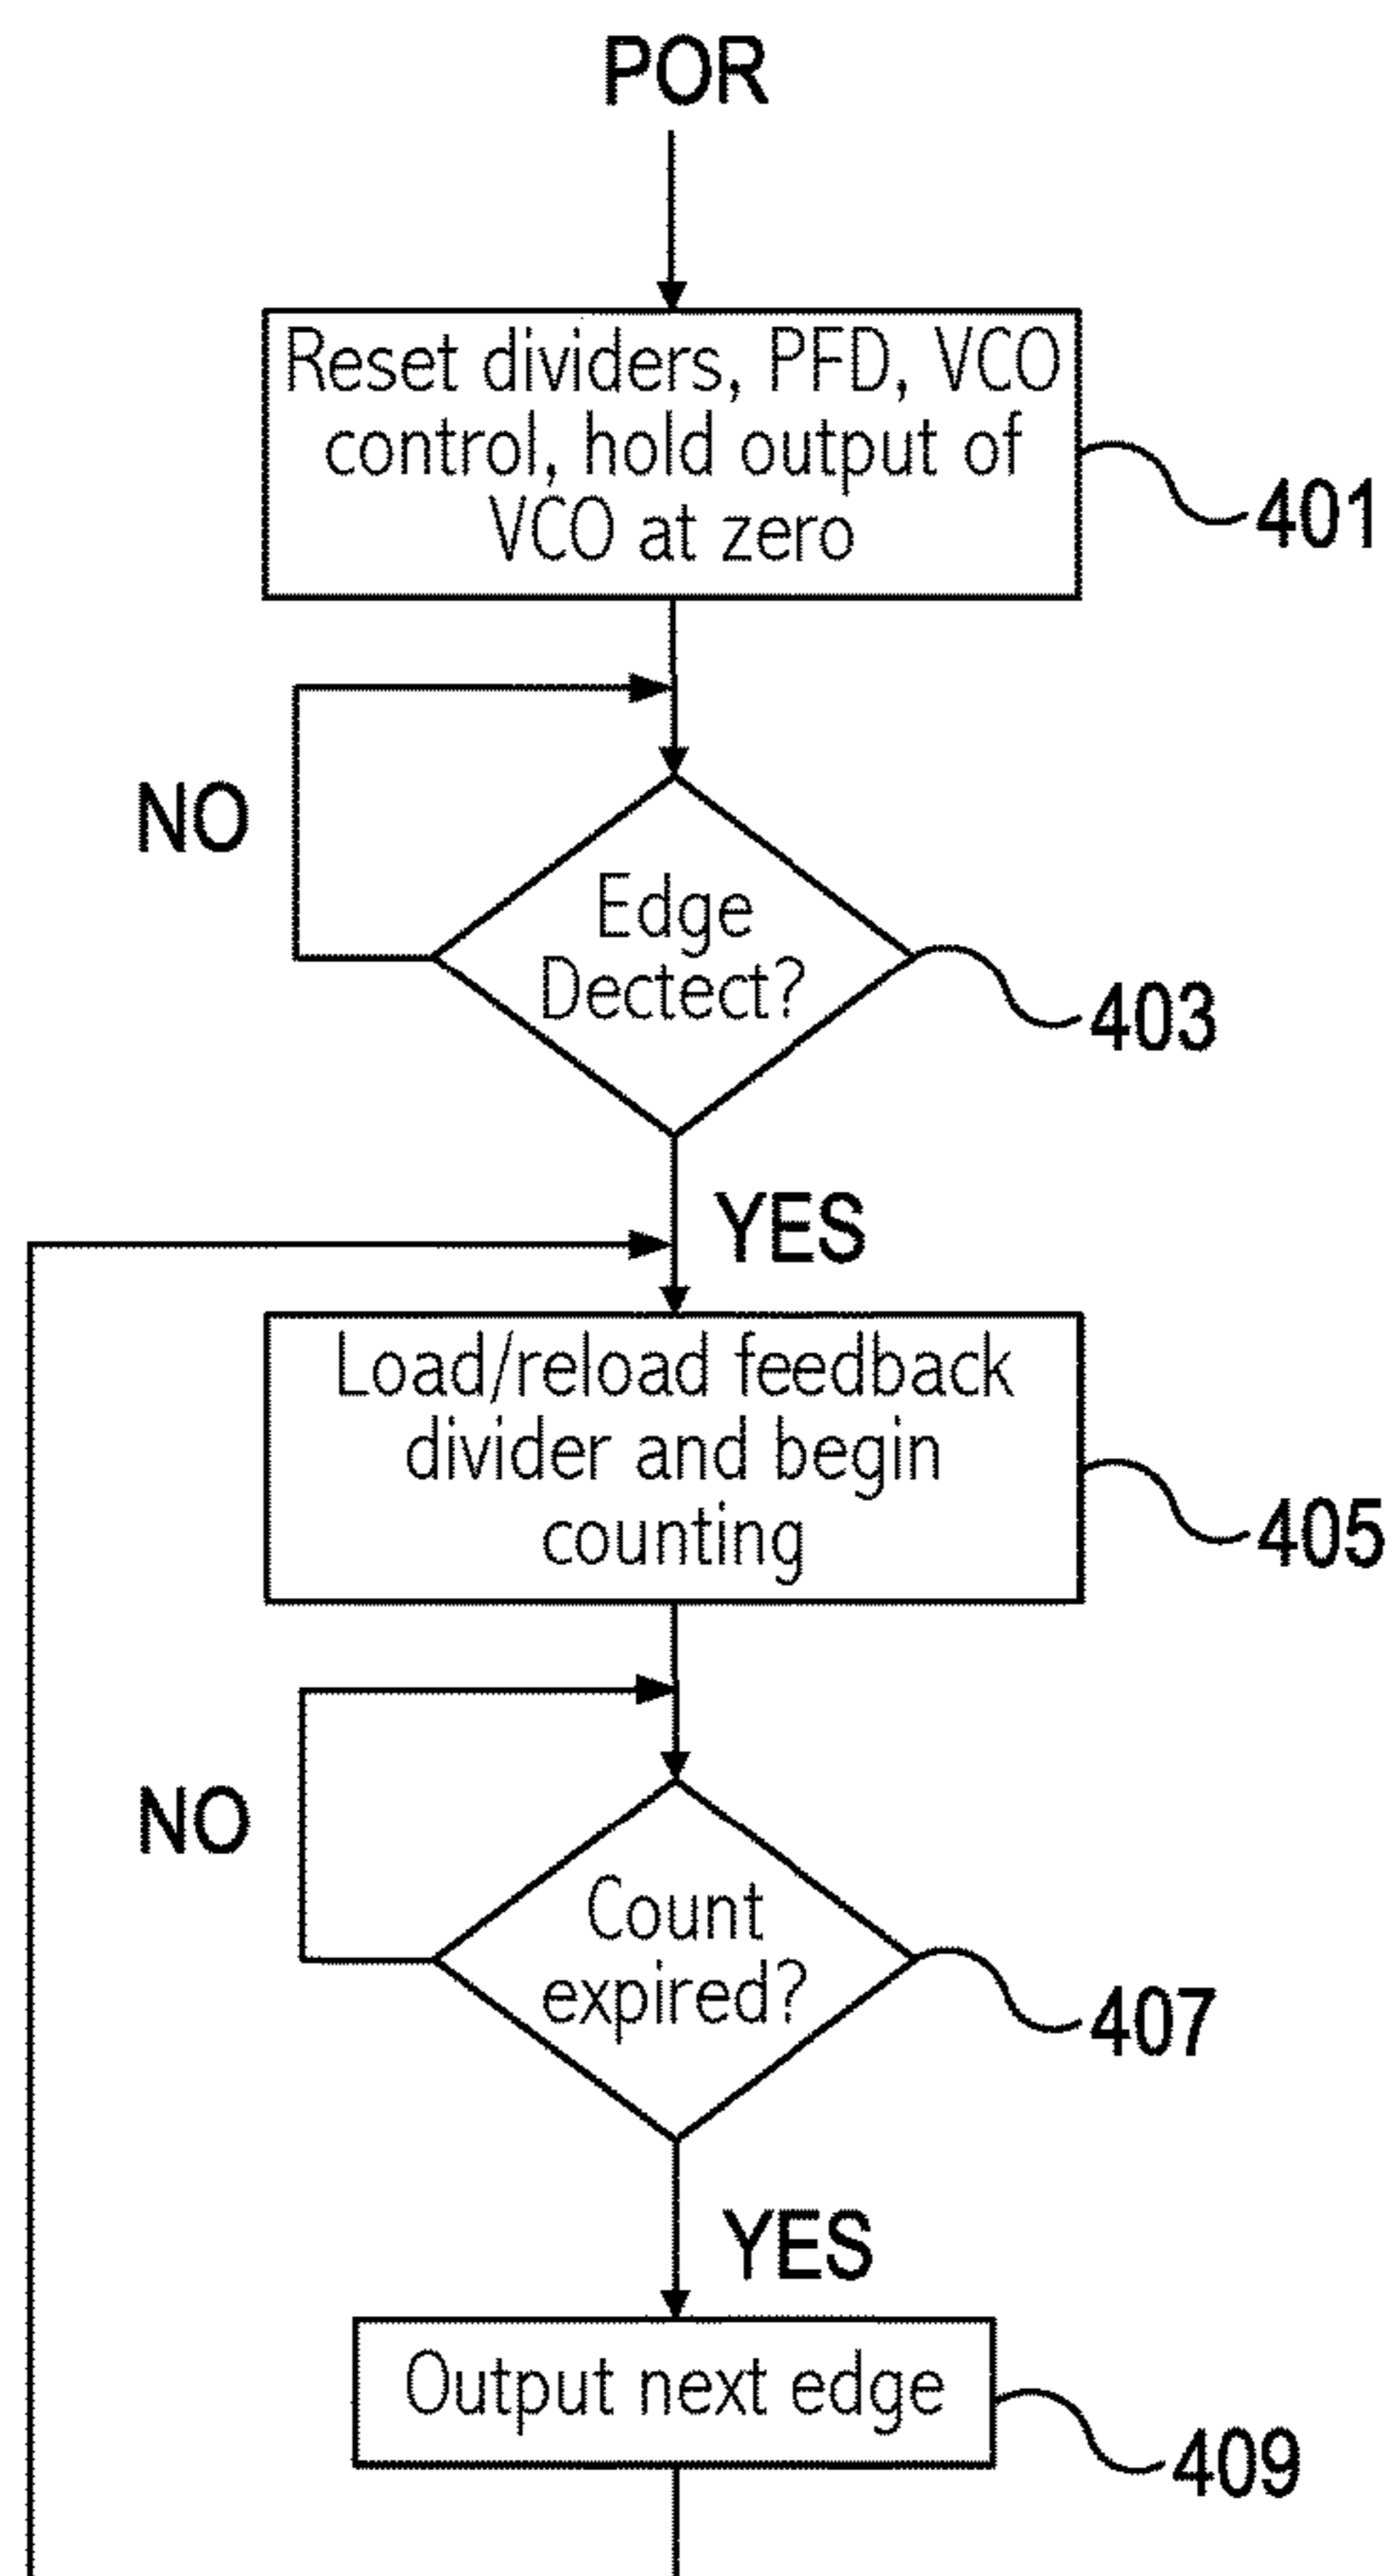 POR
Reset dividers, PFD, VCO
control, hold output of
VCO at zero
401
NO
Edge
Dectect?
403
YES
Load/reload feedback
divider and begin
counting
405
NO
Count
expired?
407
YES
Output next edge
409